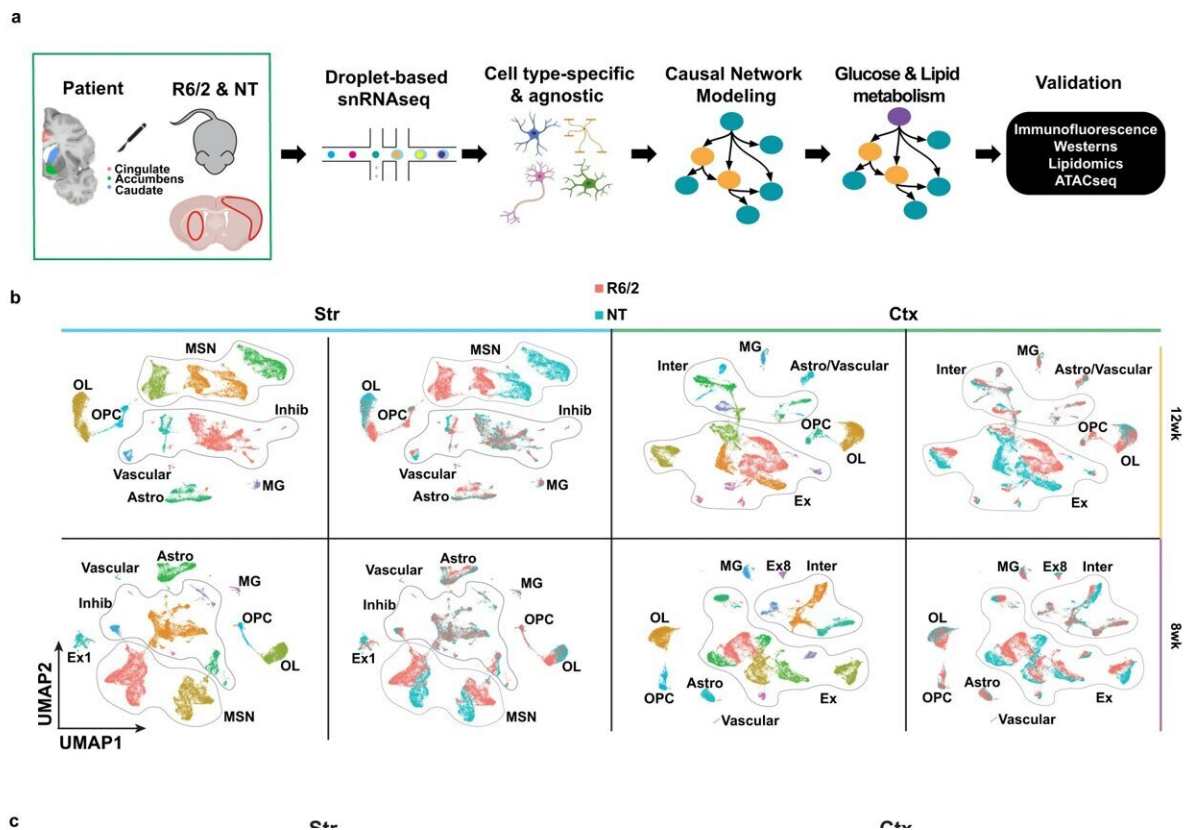 a
Patient
R6/2 & NT
Cingulate
Accumbens
Caudate
Droplet-based
snRNAseq
Cell type-specific
& agnostic
Causal Network
Modeling
Glucose & Lipid
metabolism
Validation
Immunofluorescence
Westerns
Lipidomics
ATACseq
b
R6/2
NT
Str
Ctx
MSN
OL
OPC
Inhib
Vascular
Astro
MG
MSN
OL
OPC
Inhib
Vascular
Astro
MG
MG
Inter
Astro/Vascular
OPC
OL
Ex
MG
Inter
Astro/Vascular
OPC
OL
Ex
12wk
Astro
Vascular
MG
Inhib
OPC
Ex1
OL
MSN
UMAP2
UMAP1
Astro
Vascular
MG
Inhib
OPC
Ex1
OL
MSN
MG
Ex8
Inter
OL
OPC
Astro
Ex
Vascular
MG
Ex8
Inter
OL
OPC
Astro
Ex
Vascular
8wk
c
Str
Ctx